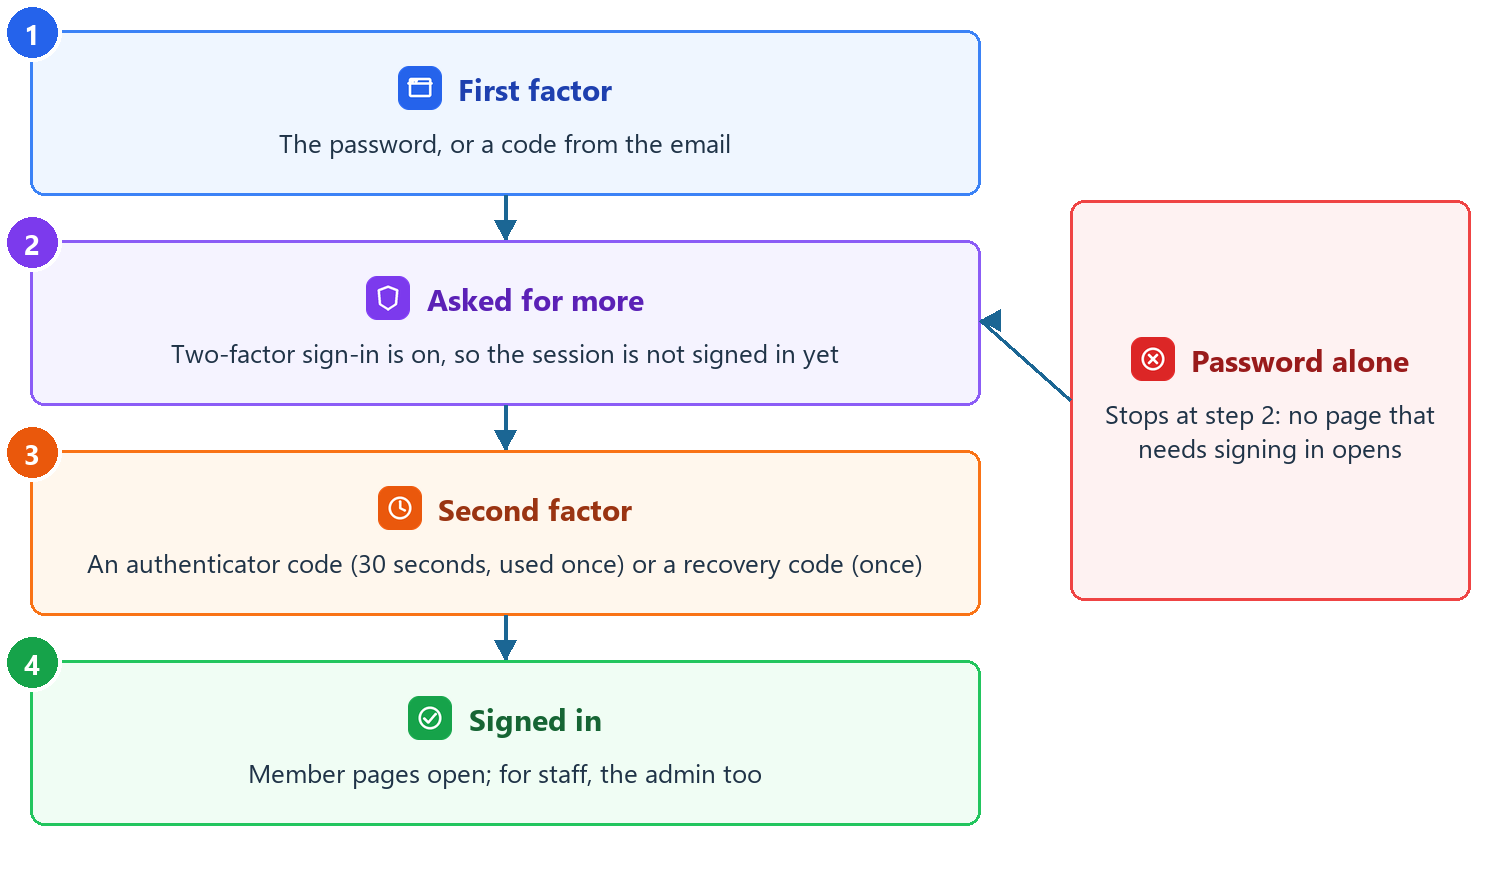 1
First factor
The password, or a code from the email
2
Asked for more
Two-factor sign-in is on, so the session is not signed in yet
Password alone
Stops at step 2: no page that
needs signing in opens
3
Second factor
An authenticator code (30 seconds, used once) or a recovery code (once)
4
Signed in
Member pages open; for staff, the admin too